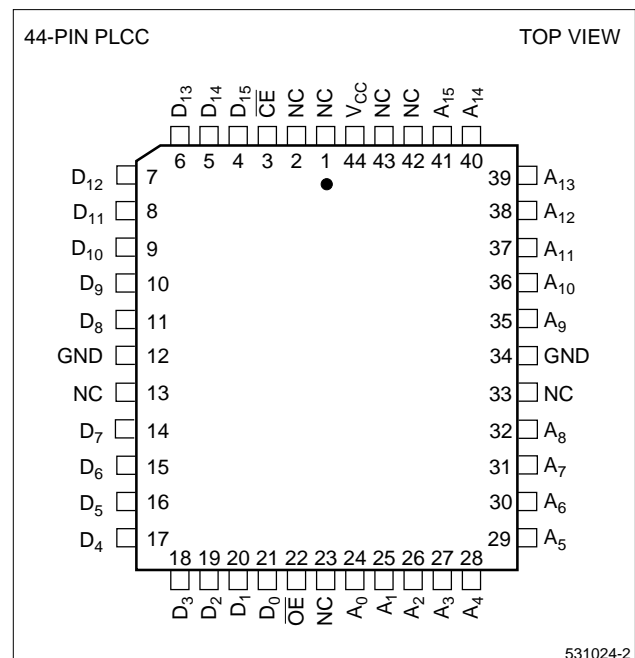 44-PIN PLCC TOP VIEW
D13 D14 D15 C̅E̅ NC NC VCC NC NC A15 A14
6 5 4 3 2 1 44 43 42 41 40
D12 7 39 A13
D11 8 38 A12
D10 9 37 A11
D9 10 36 A10
D8 11 35 A9
GND 12 34 GND
NC 13 33 NC
D7 14 32 A8
D6 15 31 A7
D5 16 30 A6
D4 17 29 A5
18 19 20 21 22 23 24 25 26 27 28
D3 D2 D1 D0 O̅E̅ NC A0 A1 A2 A3 A4
531024-2